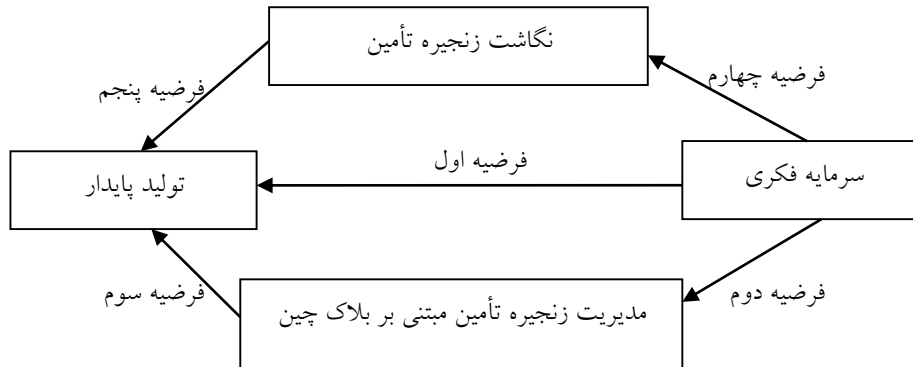 نگاشت زنجیره تأمین
فرضیه چهارم
فرضیه پنجم
فرضیه اول
سرمایه فکری
تولید پایدار
فرضیه دوم
فرضیه سوم
مدیریت زنجیره تأمین مبتنی بر بلاک چین